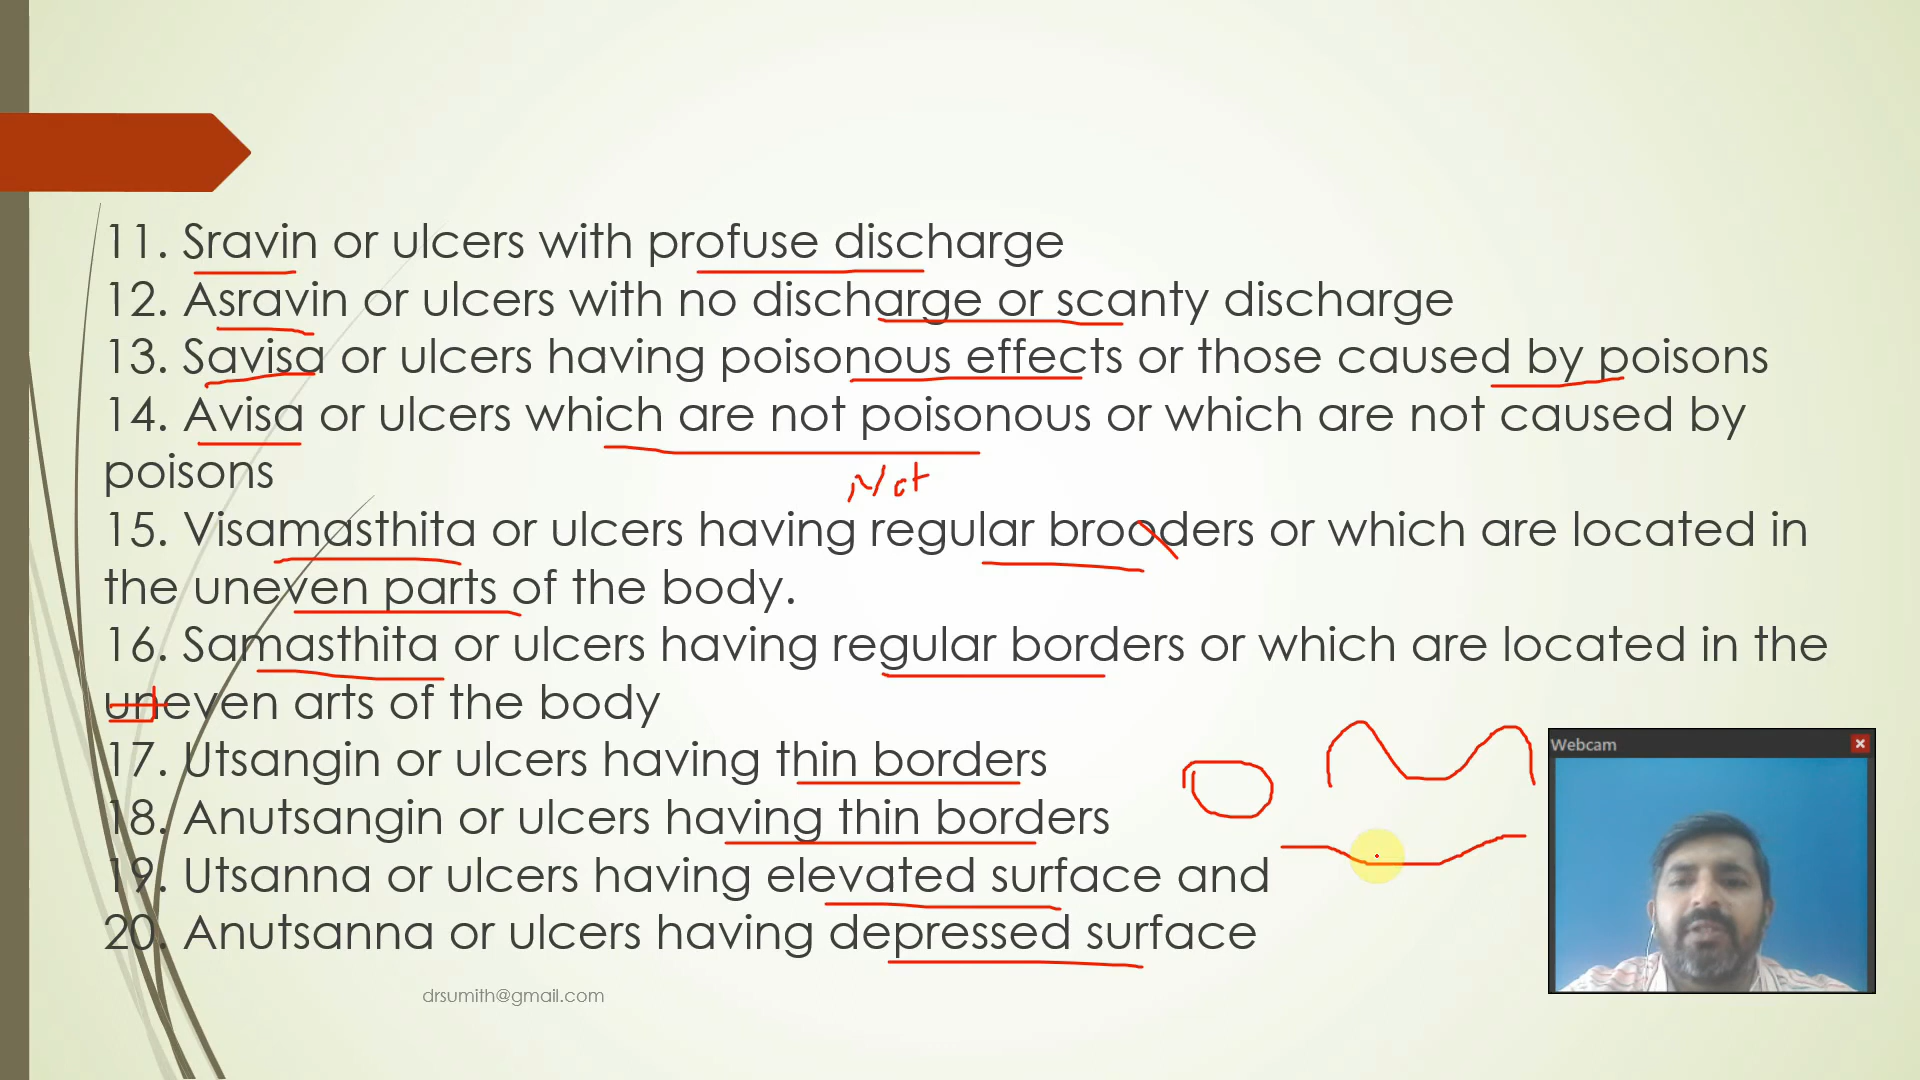 11. Sravin or ulcers with profuse discharge
12. Asravin or ulcers with no discharge or scanty discharge
13. Savisa or ulcers having poisonous effects or those caused by poisons
14. Avisa or ulcers which are not poisonous or which are not caused by
poisons
Not
15. Visamasthita or ulcers having regular brooders or which are located in
the uneven parts of the body.
16. Samasthita or ulcers having regular borders or which are located in the
uneven arts of the body
17. Utsangin or ulcers having thin borders
18. Anutsangin or ulcers having thin borders
19. Utsanna or ulcers having elevated surface and
20. Anutsanna or ulcers having depressed surface
drsumith@gmail.com
Webcam